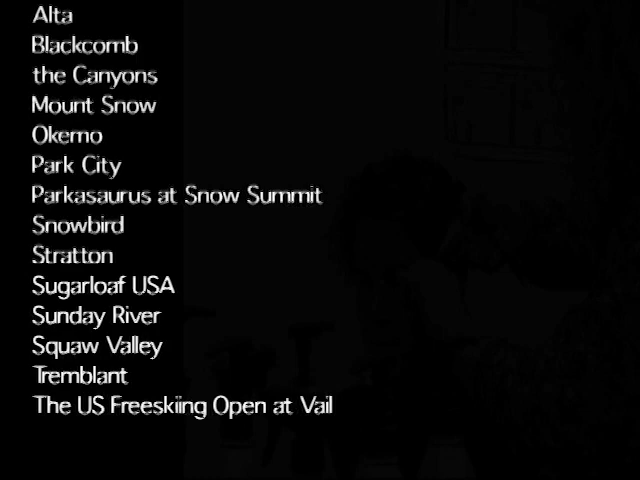 Alta
Blackcomb
the Canyons
Mount Snow
Okemo
Park City
Parkasaurus at Snow Summit
Snowbird
Stratton
Sugarloaf USA
Sunday River
Squaw Valley
Tremblant
The US Freeskiing Open at Vail